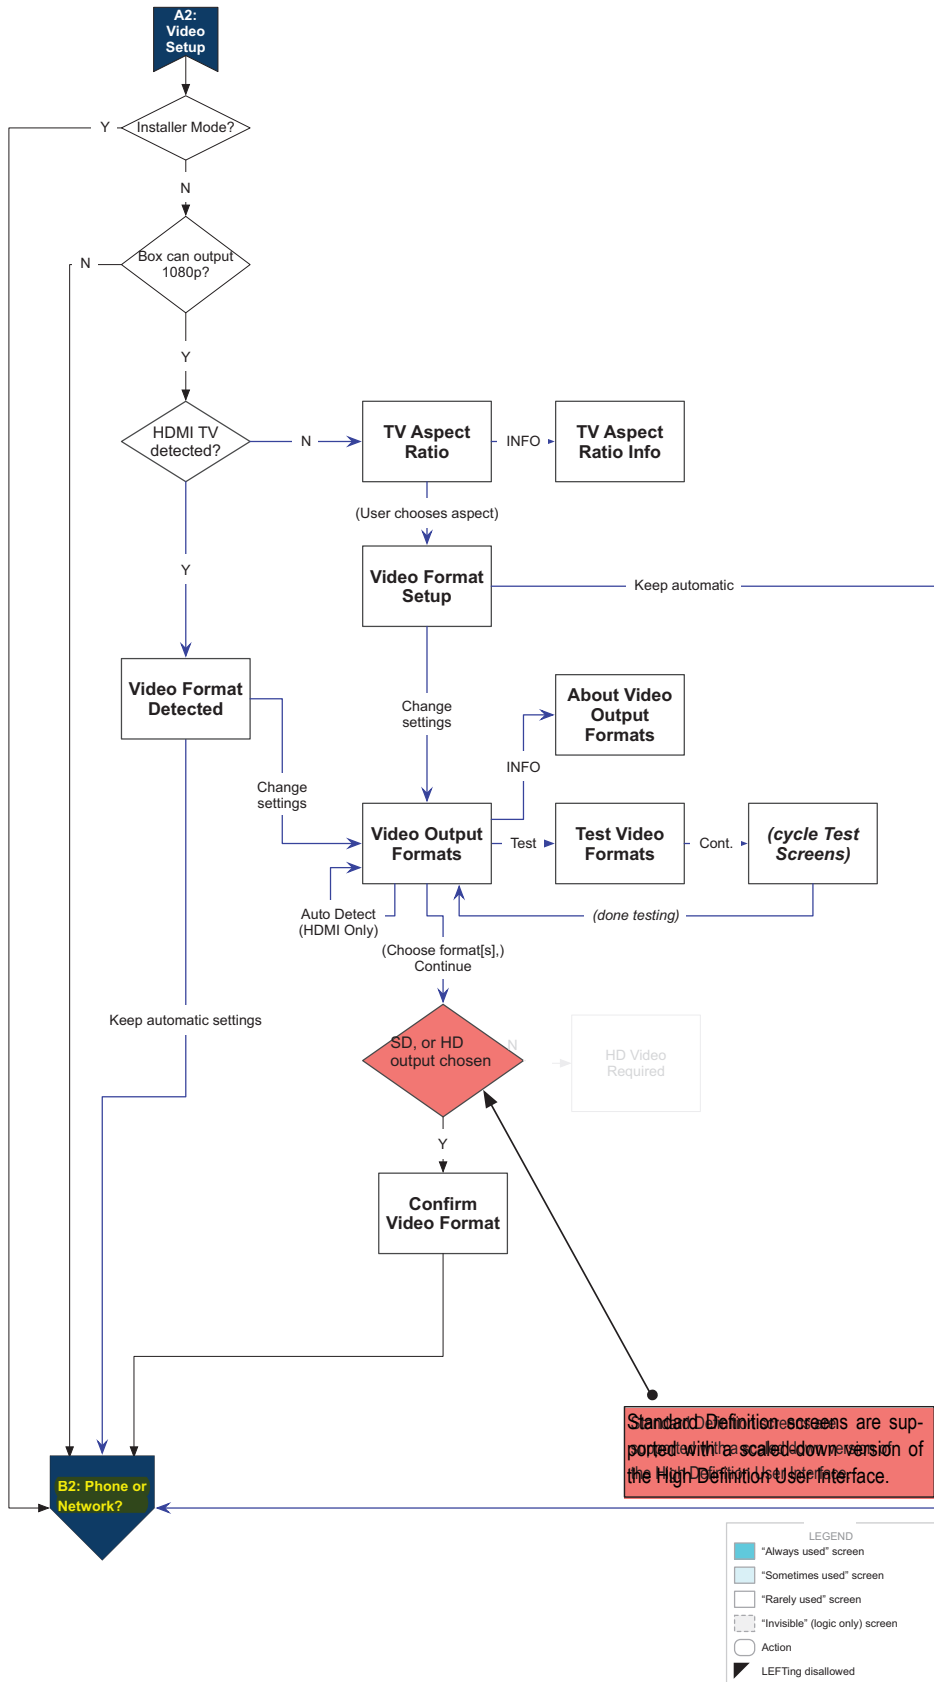 A2:
Video
Setup
Y
Installer Mode?
N
Box can output
1080p?
N
Y
HDMI TV
detected?
N
TV Aspect
Ratio
INFO
TV Aspect
Ratio Info
(User chooses aspect)
Y
Video Format
Setup
Keep automatic
Video Format
Detected
Change
settings
About Video
Output
Formats
INFO
Change
settings
Video Output
Formats
Test
Test Video
Formats
Cont.
(cycle Test
Screens)
Auto Detect
(HDMI Only)
(done testing)
(Choose format[s],)
Continue
Keep automatic settings
SD, or HD
output chosen
N
HD Video
Required
Y
Confirm
Video Format
Standard Definition screens are sup-
ported with a scaled-down version of
the High Definition User Interface.
B2: Phone or
Network?
LEGEND
“Always used” screen
“Sometimes used” screen
“Rarely used” screen
“Invisible” (logic only) screen
Action
LEFTing disallowed